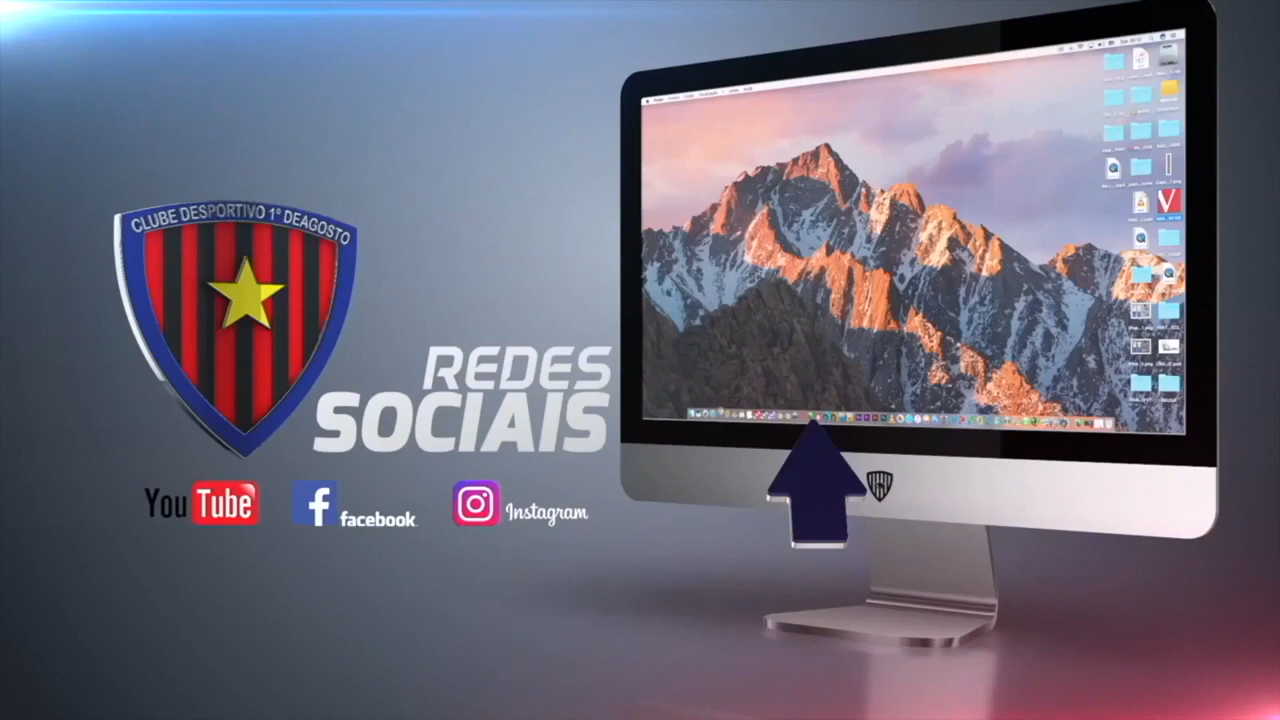 CLUBE DESPORTIVO 1º DEAGOSTO
REDES
SOCIAIS
YouTube
facebook
Instagram